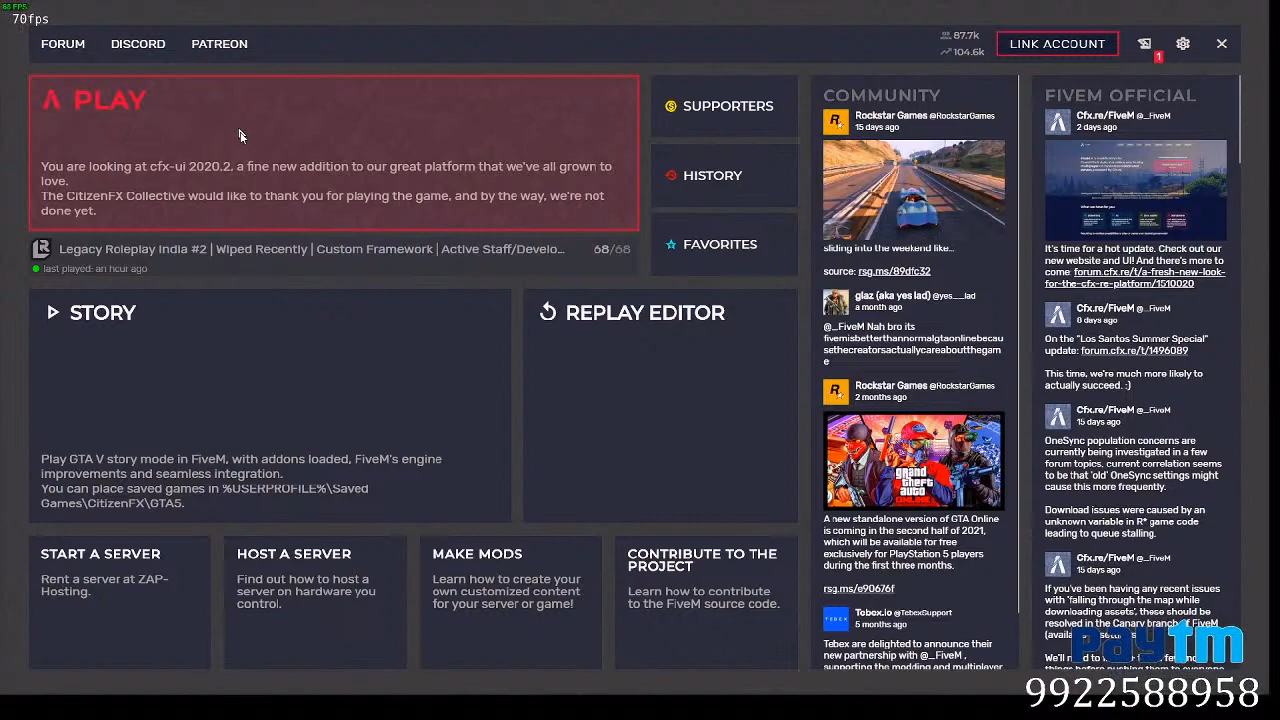 68 FPS
70fps
FORUM
DISCORD
PATREON
87.7k
104.6k
LINK ACCOUNT
1
PLAY
You are looking at cfx-ui 2020.2, a fine new addition to our great platform that we've all grown to
love.
The CitizenFX Collective would like to thank you for playing the game, and by the way, we're not
done yet.
Legacy Roleplay India #2 | Wiped Recently | Custom Framework | Active Staff/Develo...
68/68
last played: an hour ago
SUPPORTERS
HISTORY
FAVORITES
STORY
Play GTA V story mode in FiveM, with addons loaded, FiveM's engine
improvements and seamless integration.
You can place saved games in %USERPROFILE%\Saved
Games\CitizenFX\GTA5.
REPLAY EDITOR
START A SERVER
Rent a server at ZAP-
Hosting.
HOST A SERVER
Find out how to host a
server on hardware you
control.
MAKE MODS
Learn how to create your
own customized content
for your server or game!
CONTRIBUTE TO THE
PROJECT
Learn how to contribute
to the FiveM source code.
COMMUNITY
Rockstar Games @RockstarGames
15 days ago
sliding into the weekend like...
source: rsg.ms/89dfc32
glaz (aka yes lad) @yes__lad
a month ago
@_FiveM Nah bro its
fivemisbetterthannormalgtaonlinebecau
sethecreatorsactuallycareaboutthegam
e
Rockstar Games @RockstarGames
2 months ago
grand
theft
auto
ONLINE
A new standalone version of GTA Online
is coming in the second half of 2021,
which will be available for free
exclusively for PlayStation 5 players
during the first three months.
rsg.ms/e90676f
TEBEX
Tebex.io @TebexSupport
5 months ago
Tebex are delighted to announce their
new partnership with @_FiveM ,
supporting the modding and multiplayer
FIVEM OFFICIAL
Cfx.re/FiveM @_FiveM
2 days ago
It's time for a hot update. Check out our
new website and UI! And there's more to
come: forum.cfx.re/t/a-fresh-new-look-
for-the-cfx-re-platform/1510020
Cfx.re/FiveM @_FiveM
8 days ago
On the "Los Santos Summer Special"
update: forum.cfx.re/t/1496089
This time, we're much more likely to
actually succeed. :)
Cfx.re/FiveM @_FiveM
15 days ago
OneSync population concerns are
currently being investigated in a few
forum topics, current correlation seems
to be that 'old' OneSync settings might
cause this more frequently.
Download issues were caused by an
unknown variable in R* game code
leading to queue stalling.
Cfx.re/FiveM @_FiveM
15 days ago
If you've been having any recent issues
with 'falling through the map while
downloading assets', these should be
resolved in the Canary branch of FiveM
paytm
9922588958